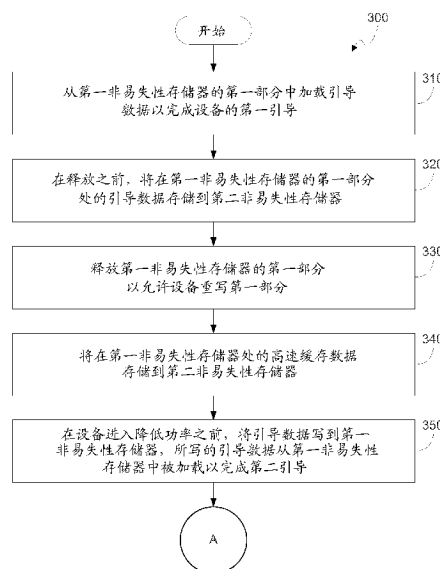 开始
300
310
从第一非易失性存储器的第一部分中加载引导
数据以完成设备的第一引导
320
在释放之前，将在第一非易失性存储器的第一部分
处的引导数据存储到第二非易失性存储器
330
释放第一非易失性存储器的第一部分
以允许设备重写第一部分
340
将在第一非易失性存储器处的高速缓存数据
存储到第二非易失性存储器
350
在设备进入降低功率之前，将引导数据写到第一
非易失性存储器，所写的引导数据从第一非易失性
存储器中被加载以完成第二引导
A